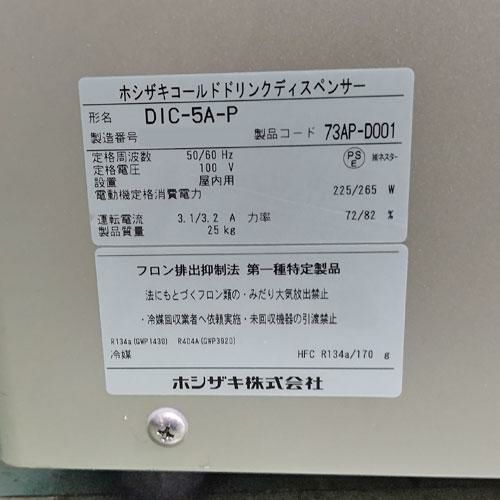 ホシザキコールドドリンクディスペンサー
形名 DIC-5A-P
製造番号 製品コード 73AP-D001
定格周波数 50/60 Hz
定格電圧 100 V
設置 屋内用
電動機定格消費電力 225/265 W
PS E ㈱ネスター
運転電流 3.1/3.2 A 力率 72/82 %
製品質量 25 kg
フロン排出抑制法 第一種特定製品
法にもとづくフロン類の・みだり大気放出禁止
・冷媒回収業者へ依頼実施・未回収機器の引渡禁止
R134a(GWP1430) R404A(GWP3920)
冷媒 HFC R134a/170 g
ホシザキ株式会社